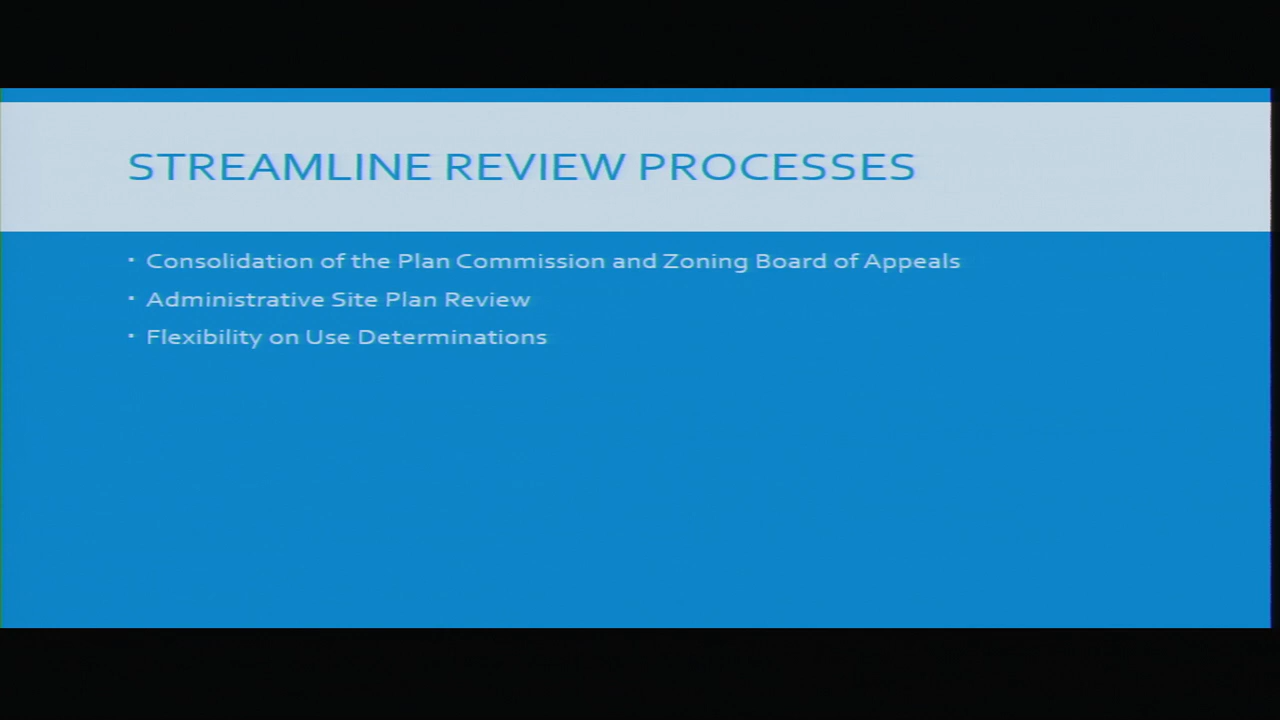 STREAMLINE REVIEW PROCESSES
▪ Consolidation of the Plan Commission and Zoning Board of Appeals
▪ Administrative Site Plan Review
▪ Flexibility on Use Determinations